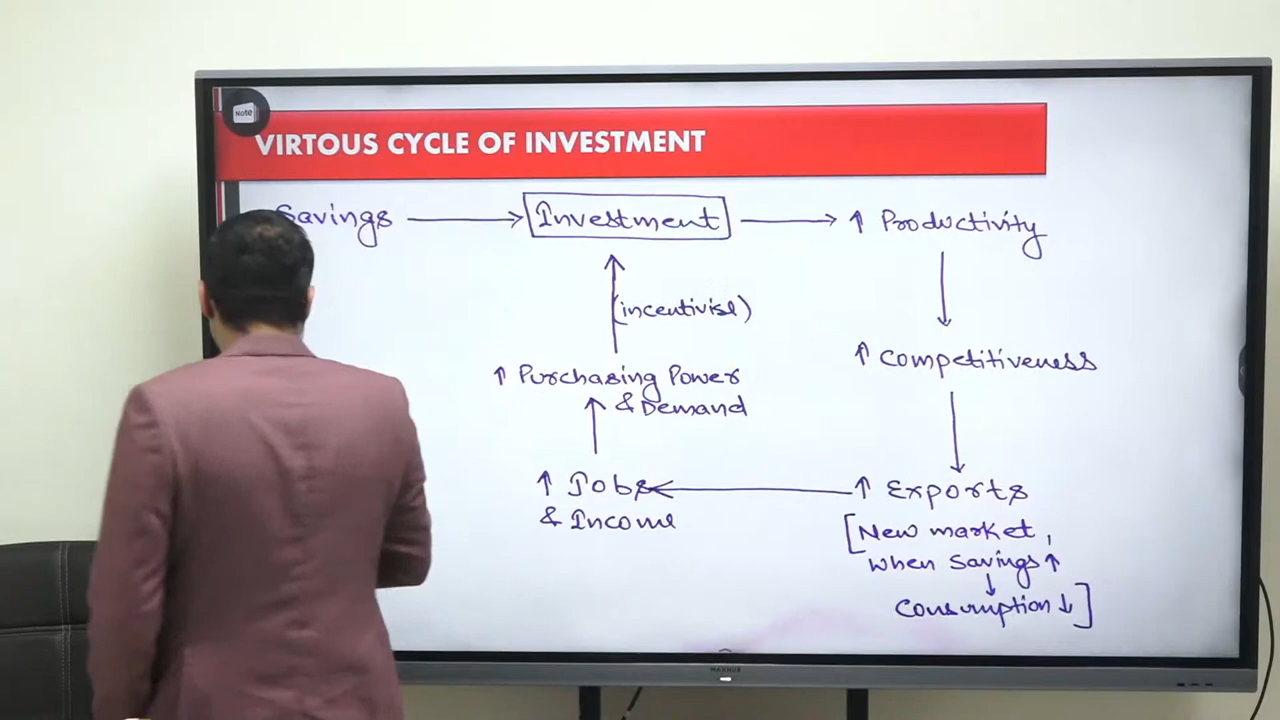 Note
VIRTOUS CYCLE OF INVESTMENT
Savings → Investment → ↑ Productivity
(incentivise)
↑ Competitiveness
↑ Purchasing Power
& Demand
↑ Jobs ← ↑ Exports
& Income
[New market,
when savings ↑
↓
Consumption ↓]
MAXHUB